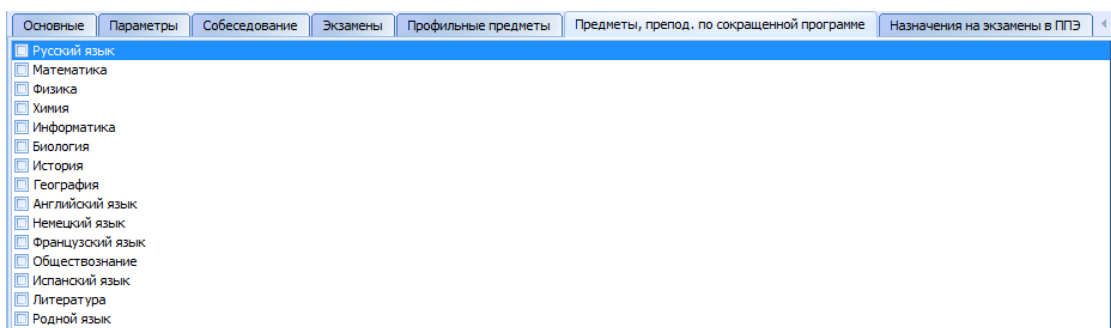 Основные Параметры Собеседование Экзамены Профильные предметы Предметы, препод. по сокращенной программе Назначения на экзамены в ППЭ
Русский язык
Математика
Физика
Химия
Информатика
Биология
История
География
Английский язык
Немецкий язык
Французский язык
Обществознание
Испанский язык
Литература
Родной язык